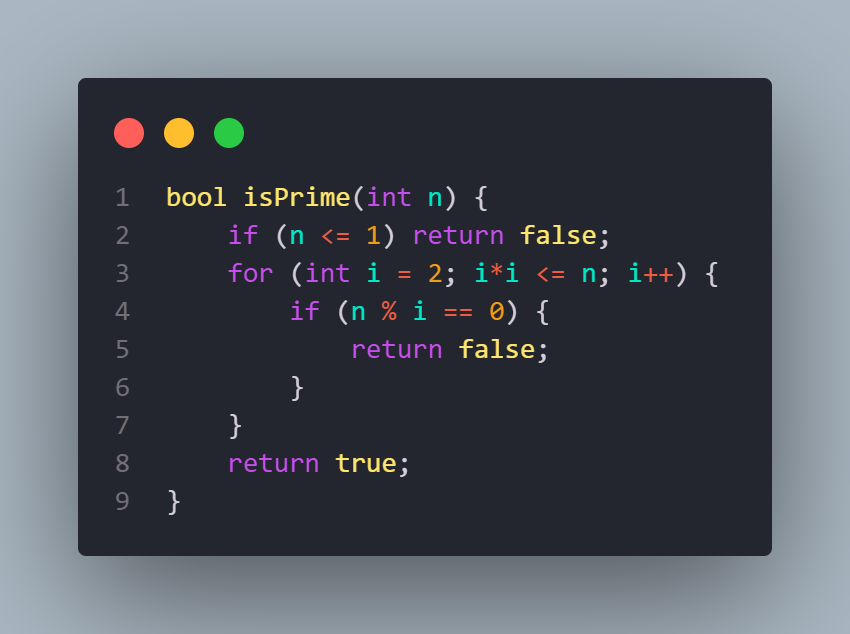 1 bool isPrime(int n) {
2     if (n <= 1) return false;
3     for (int i = 2; i*i <= n; i++) {
4         if (n % i == 0) {
5             return false;
6         }
7     }
8     return true;
9 }